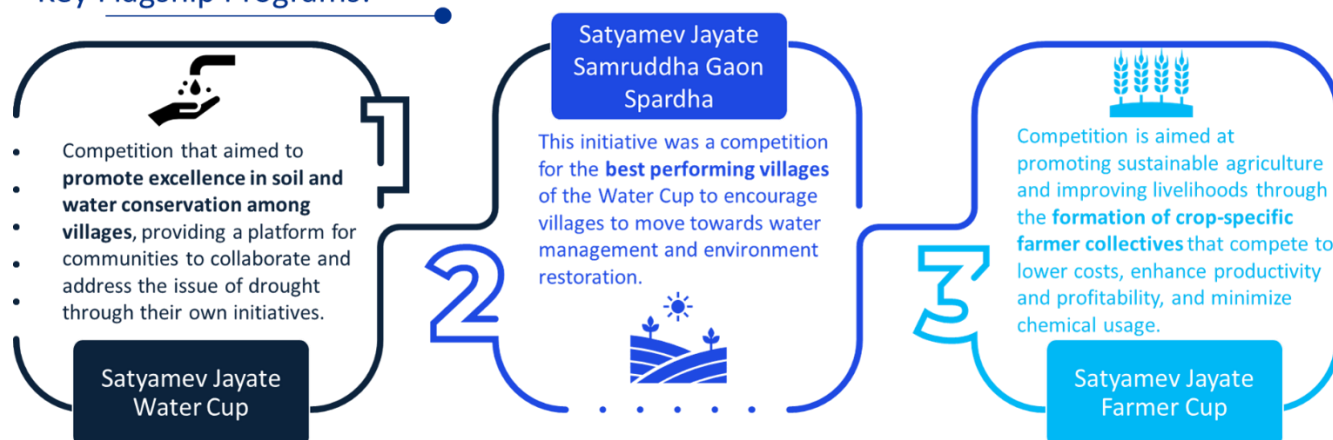 Key Flagship Programs:
1
Competition that aimed to
promote excellence in soil and
water conservation among
villages, providing a platform for
communities to collaborate and
address the issue of drought
through their own initiatives.
Satyamev Jayate
Water Cup
Satyamev Jayate
Samruddha Gaon
Spardha
2
This initiative was a competition
for the best performing villages
of the Water Cup to encourage
villages to move towards water
management and environment
restoration.
3
Competition is aimed at
promoting sustainable agriculture
and improving livelihoods through
the formation of crop-specific
farmer collectives that compete to
lower costs, enhance productivity
and profitability, and minimize
chemical usage.
Satyamev Jayate
Farmer Cup